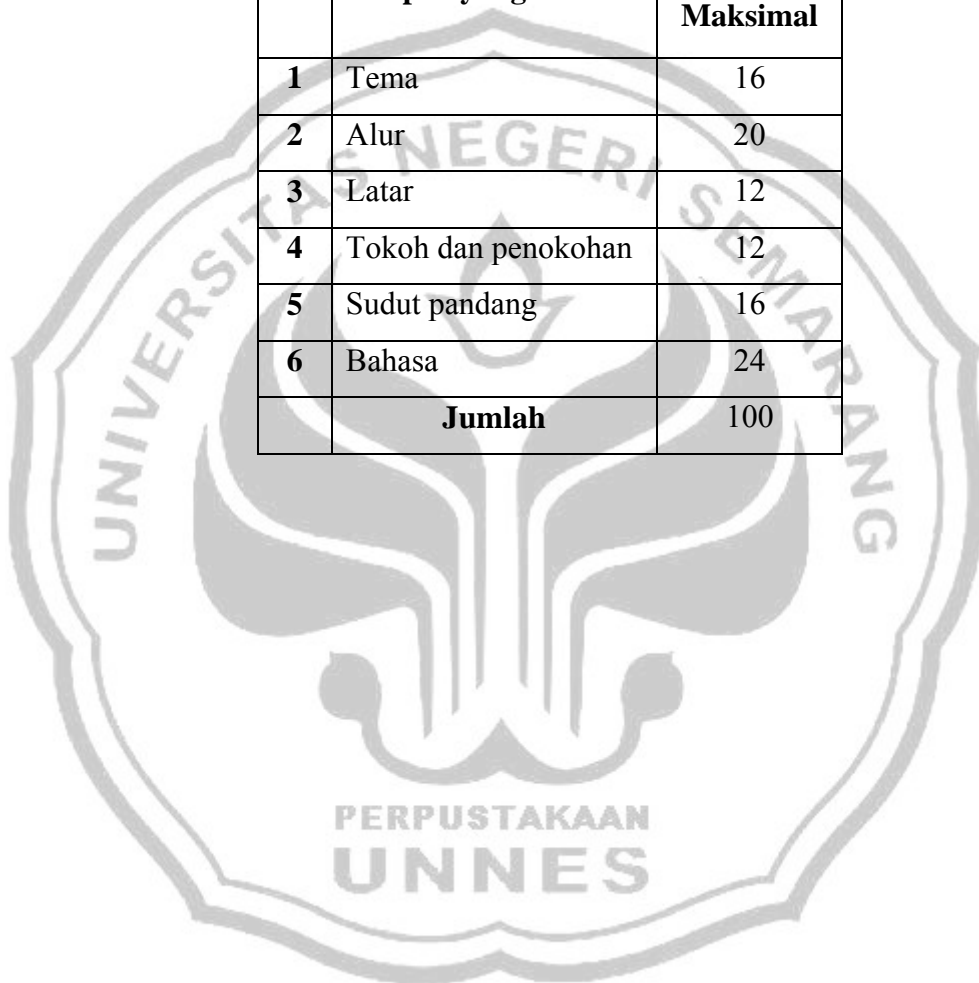 Maksimal
1 Tema 16
2 Alur 20
3 Latar 12
4 Tokoh dan penokohan 12
5 Sudut pandang 16
6 Bahasa 24
Jumlah 100
UNIVERSITAS NEGERI SEMARANG
PERPUSTAKAAN
UNNES